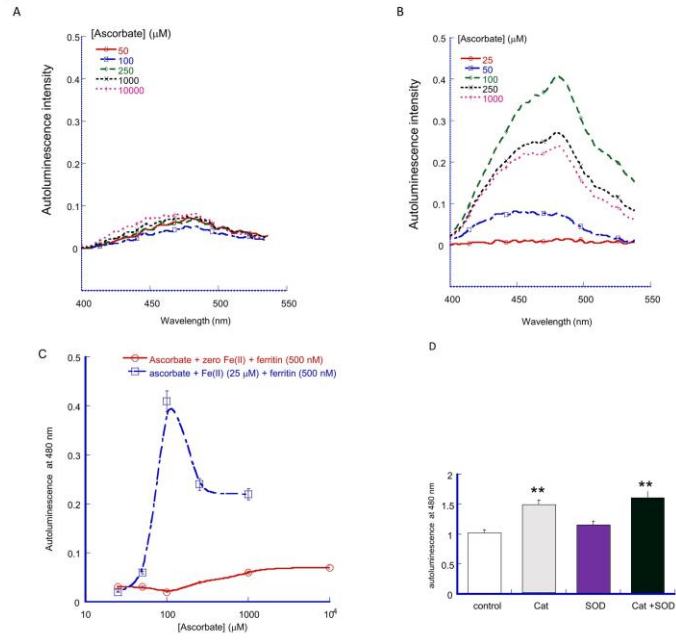 A
[Ascorbate] (µM)
50
100
250
1000
10000
0.5
0.4
0.3
0.2
0.1
0
Autoluminescence intensity
400
450
500
550
Wavelength (nm)
B
[Ascorbate] µM)
25
50
100
250
1000
0.5
0.4
0.3
0.2
0.1
0
Autoluminescence intensity
400
450
500
550
Wavelength (nm)
C
Ascorbate + zero Fe(II) + ferritin (500 nM)
ascorbate + Fe(II) (25 µM) + ferritin (500 nM)
0.5
0.4
0.3
0.2
0.1
0
Autoluminescence at 480 nm
10
100
1000
10⁴
[Ascorbate] (µM)
D
2
1.5
1
0.5
0
autoluminescence at 480 nm
**
**
control
Cat
SOD
Cat +SOD